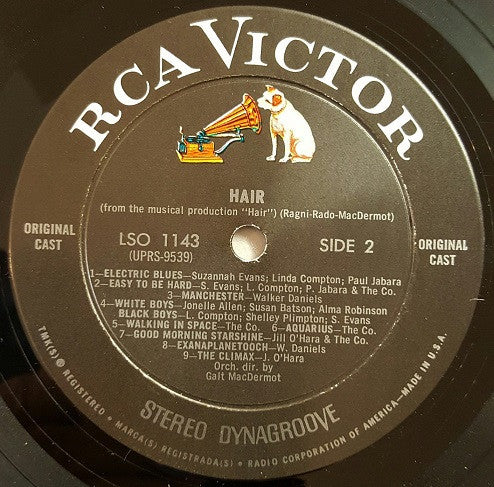 RCA VICTOR
HAIR
(from the musical production "Hair") (Ragni-Rado-MacDermot)
ORIGINAL
CAST
LSO 1143
(UPRS-9539)
SIDE 2
ORIGINAL
CAST
1—ELECTRIC BLUES—Suzannah Evans; Linda Compton; Paul Jabara
2—EASY TO BE HARD—S. Evans; L. Compton; P. Jabara & The Co.
3—MANCHESTER—Walker Daniels
4—WHITE BOYS—Jonelle Allen; Susan Batson; Alma Robinson
BLACK BOYS—L. Compton; Shelley Plimpton; S. Evans
5—WALKING IN SPACE—The Co. 6—AQUARIUS—The Co.
7—GOOD MORNING STARSHINE—Jill O'Hara & The Co.
8—EXANAPLANETOOCH—W. Daniels
9—THE CLIMAX—J. O'Hara
Orch. dir. by
Galt MacDermot
STEREO DYNAGROOVE
TMK(S) ® REGISTERED • MARCA(S) REGISTRADA(S) • RADIO CORPORATION OF AMERICA—MADE IN U.S.A.